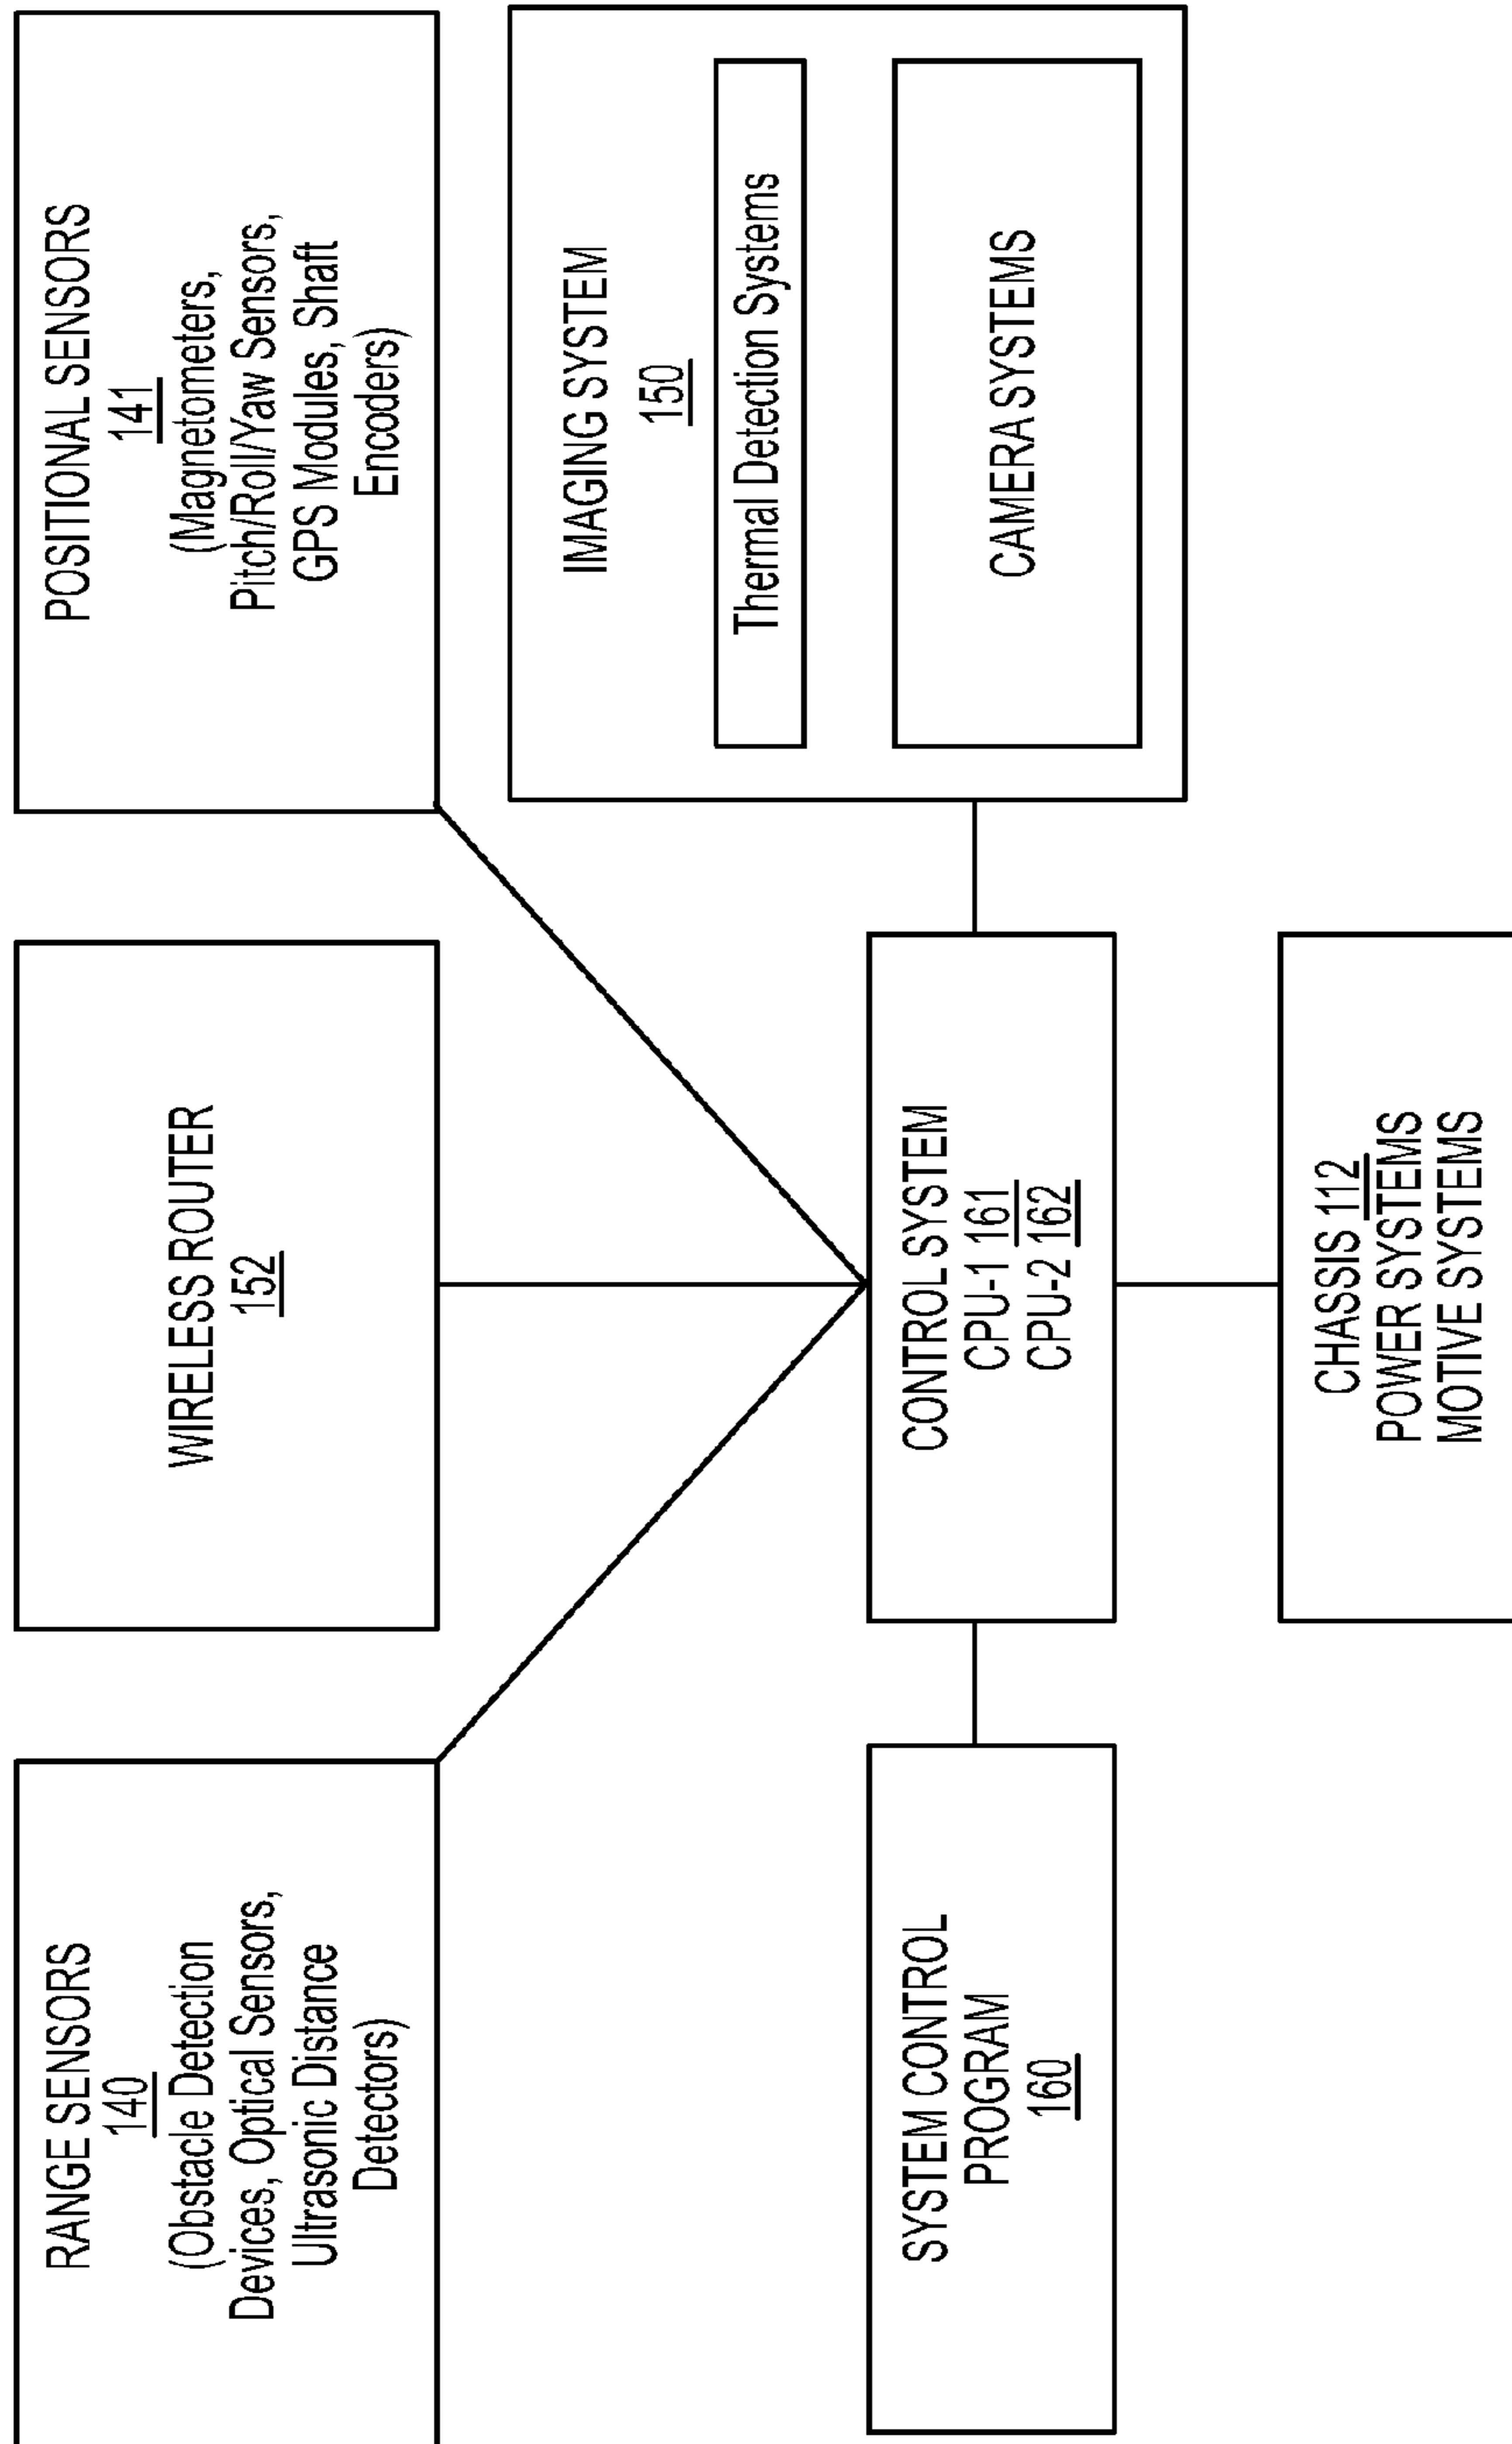 RANGE SENSORS
140
(Obstacle Detection
Devices, Optical Sensors,
Ultrasonic Distance
Detectors)
WIRELESS ROUTER
152
POSITIONAL SENSORS
141
(Magnetometers,
Pitch/Roll/Yaw Sensors,
GPS Modules, Shaft
Encoders)
SYSTEM CONTROL
PROGRAM
160
CONTROL SYSTEM
CPU-1 161
CPU-2 162
IMAGING SYSTEM
150
Thermal Detection Systems
CAMERA SYSTEMS
CHASSIS 112
POWER SYSTEMS
MOTIVE SYSTEMS